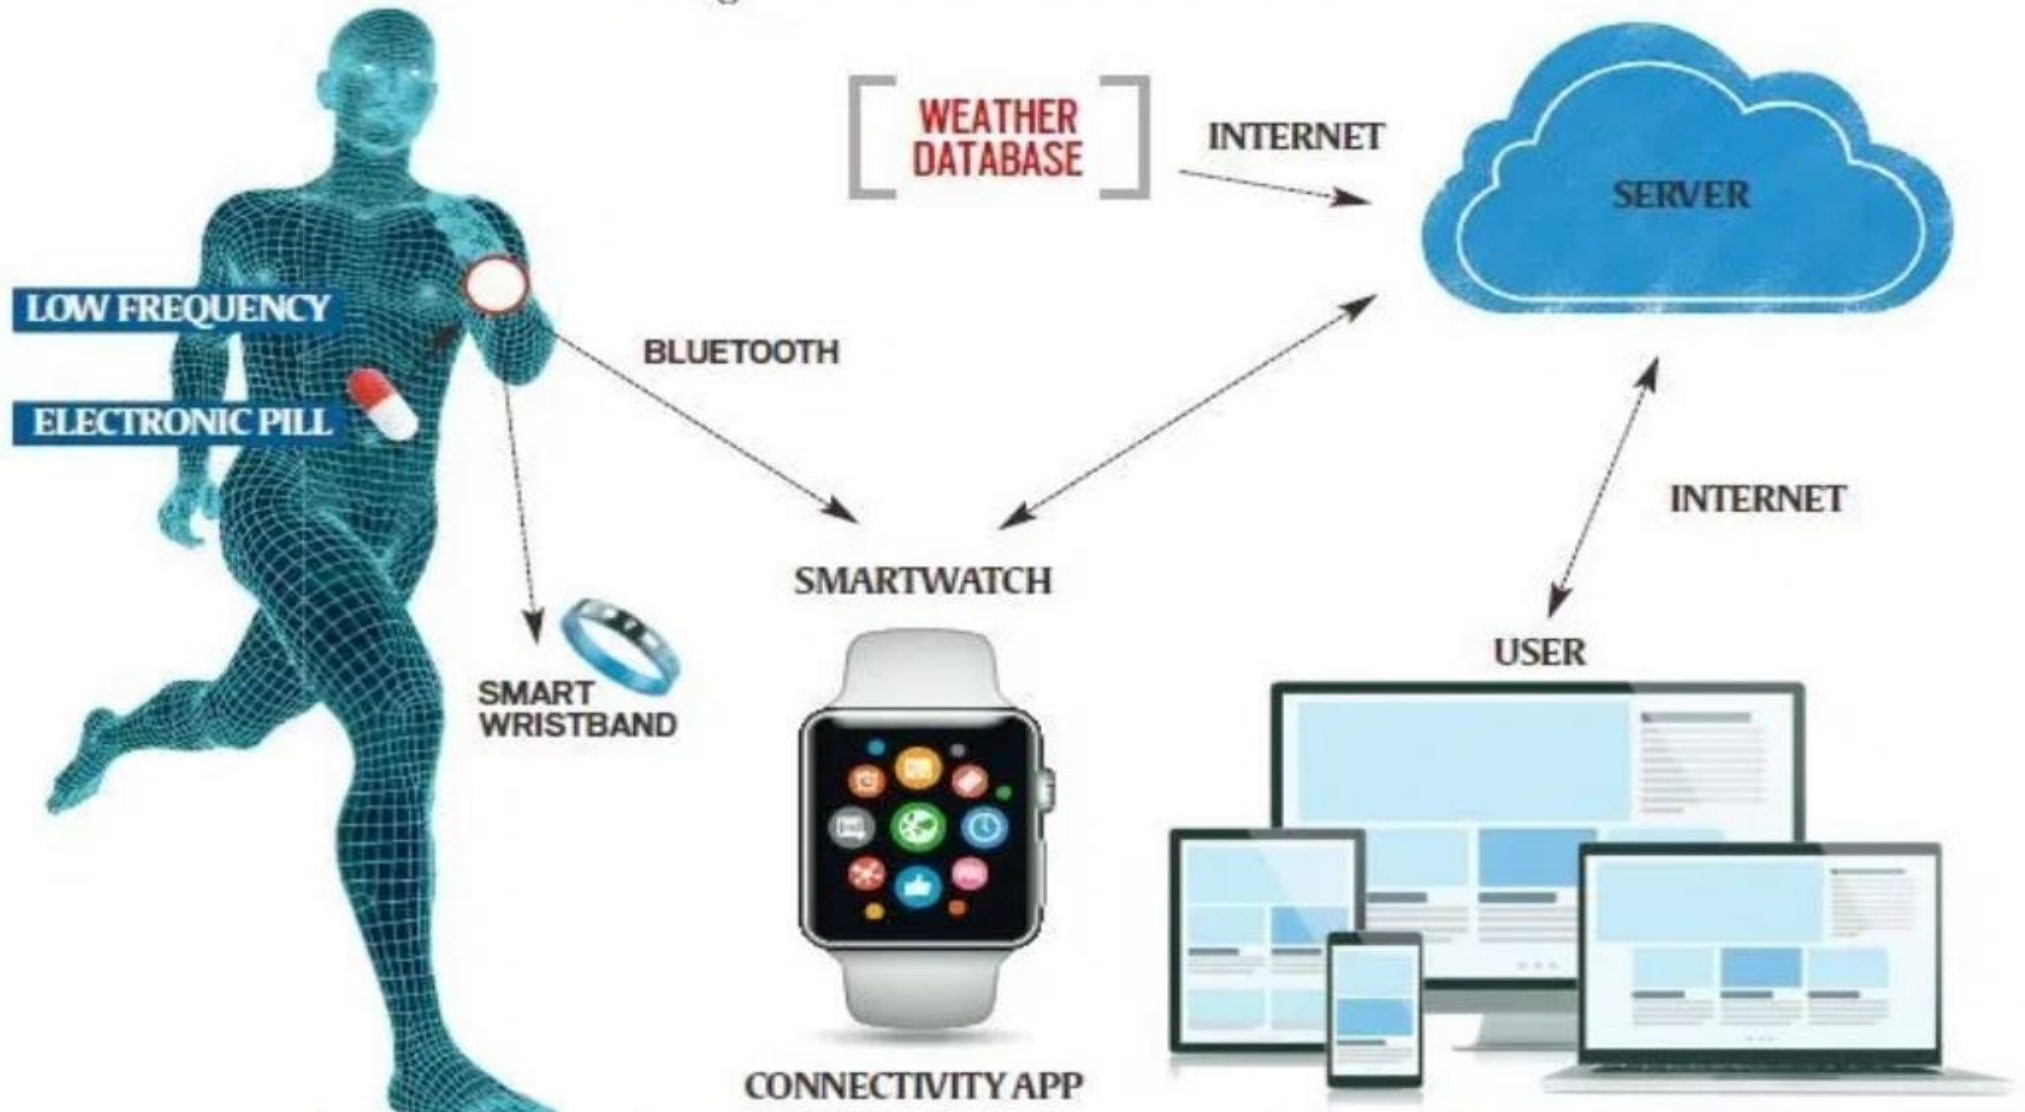 WEATHER
DATABASE
INTERNET
SERVER
LOW FREQUENCY
BLUETOOTH
ELECTRONIC PILL
INTERNET
SMARTWATCH
USER
SMART
WRISTBAND
CONNECTIVITY APP